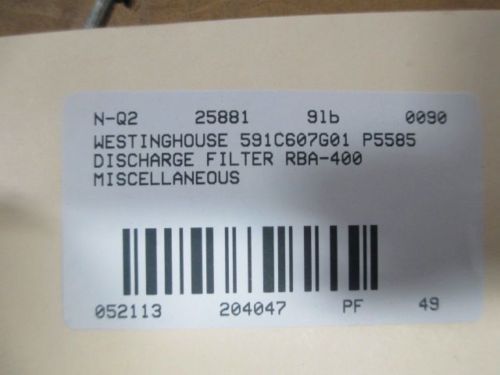 N-Q2 25881 9lb 0090
WESTINGHOUSE 591C607G01 P5585
DISCHARGE FILTER RBA-400
MISCELLANEOUS
052113 204047 PF 49